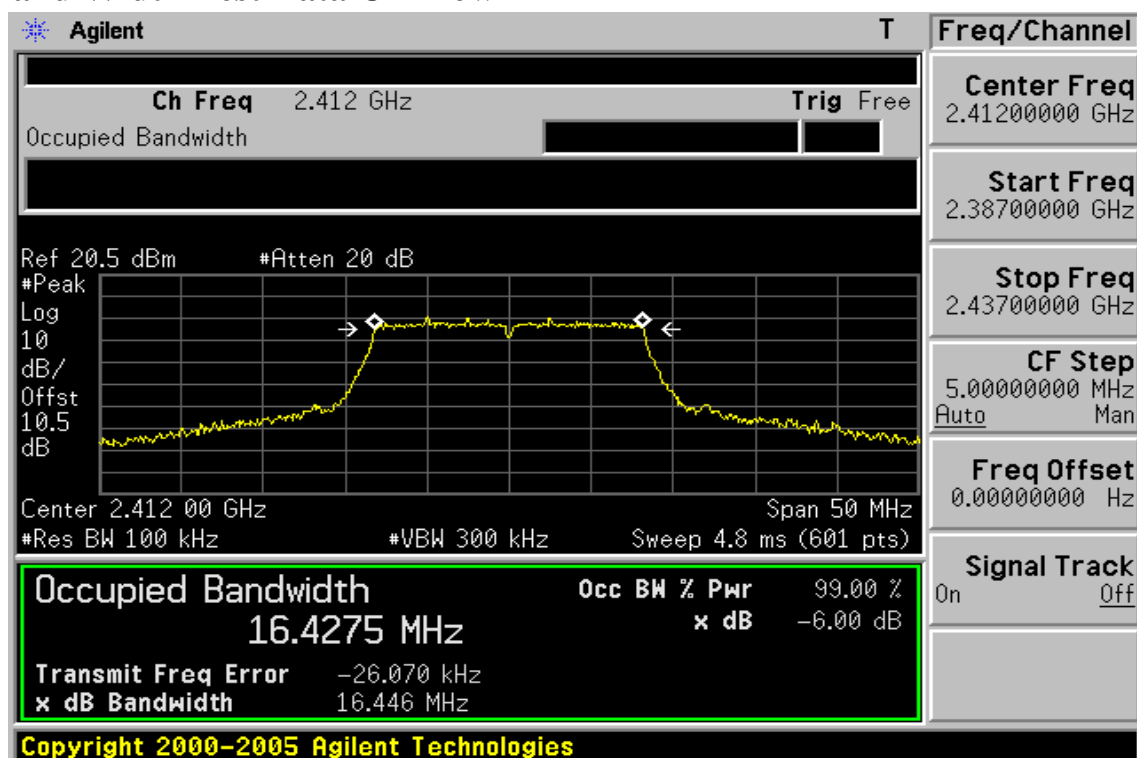 Agilent T
Freq/Channel
Ch Freq 2.412 GHz Trig Free
Occupied Bandwidth
Center Freq
2.41200000 GHz
Start Freq
2.38700000 GHz
Stop Freq
2.43700000 GHz
CF Step
5.00000000 MHz
Auto Man
Freq Offset
0.00000000 Hz
Signal Track
On Off
Ref 20.5 dBm #Atten 20 dB
#Peak
Log
10
dB/
Offst
10.5
dB
Center 2.412 00 GHz Span 50 MHz
#Res BW 100 kHz #VBW 300 kHz Sweep 4.8 ms (601 pts)
Occupied Bandwidth Occ BW % Pwr 99.00 %
16.4275 MHz x dB -6.00 dB
Transmit Freq Error -26.070 kHz
x dB Bandwidth 16.446 MHz
Copyright 2000-2005 Agilent Technologies